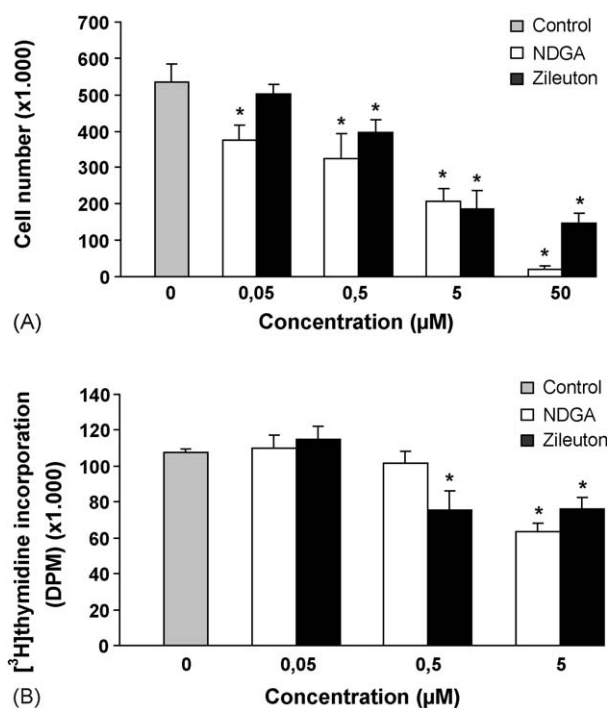 700
600
500
400
300
200
100
0
Cell number (x1.000)
Control
NDGA
Zileuton
* * * * * * *
0 0,05 0,5 5 50
Concentration (µM)
(A)
140
120
100
80
60
40
20
0
[³H]thymidine incorporation
(DPM) (x1.000)
Control
NDGA
Zileuton
* * *
0 0,05 0,5 5
Concentration (µM)
(B)